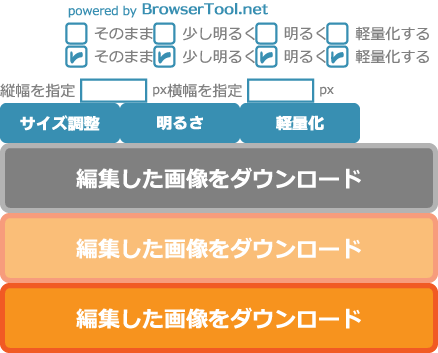 powered by BrowserTool.net
そのまま 少し明るく 明るく 軽量化する
そのまま 少し明るく 明るく 軽量化する
縦幅を指定 px横幅を指定 px
サイズ調整 明るさ 軽量化
編集した画像をダウンロード
編集した画像をダウンロード
編集した画像をダウンロード